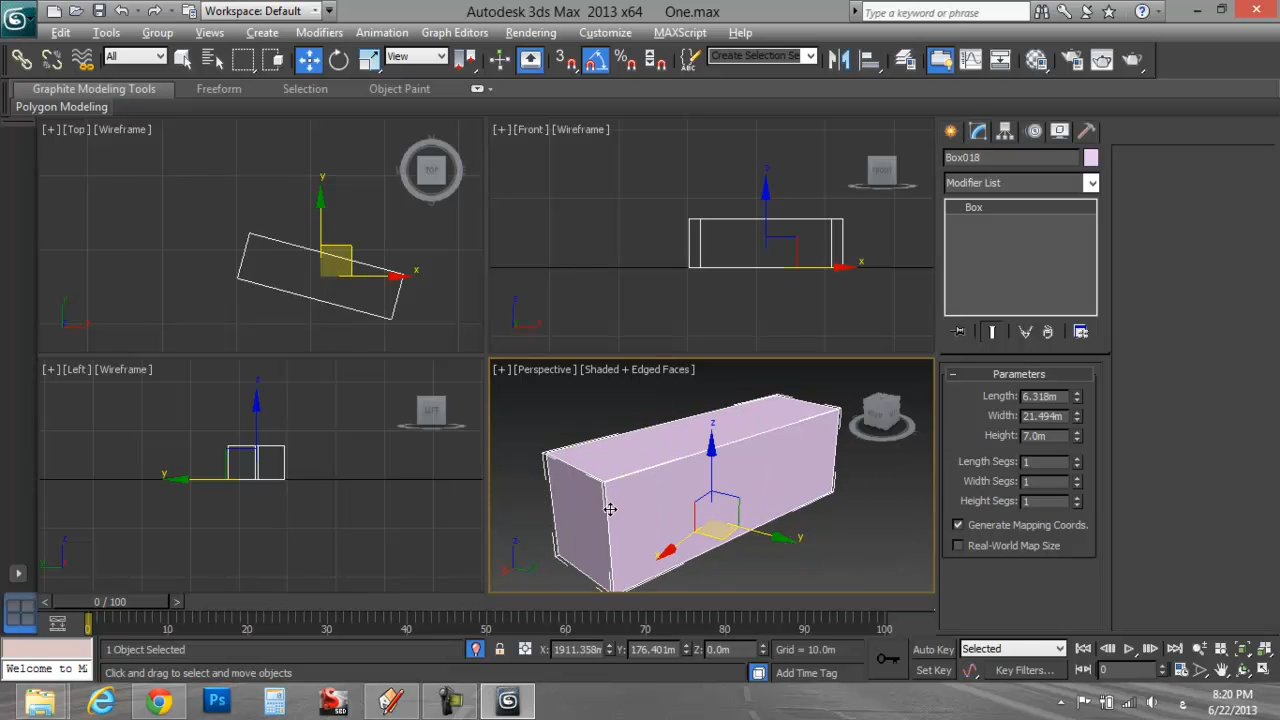 Workspace: Default
Autodesk 3ds Max 2013 x64 One.max
Type a keyword or phrase
Edit Tools Group Views Create Modifiers Animation Graph Editors Rendering Customize MAXScript Help
All
View
3
Create Selection Se
Graphite Modeling Tools Freeform Selection Object Paint
Polygon Modeling
[+] [Top] [Wireframe]
TOP
y
x
[+] [Front] [Wireframe]
FRONT
x
Box018
Modifier List
Box
[+] [Left] [Wireframe]
LEFT
z
y
[+] [Perspective] [Shaded + Edged Faces]
z
y
Parameters
Length: 6.318m
Width: 21.494m
Height: 7.0m
Length Segs: 1
Width Segs: 1
Height Segs: 1
Generate Mapping Coords.
Real-World Map Size
< 0 / 100 >
0 10 20 30 40 50 60 70 80 90 100
1 Object Selected
X: 1911.358m Y: 176.401m Z: 0.0m Grid = 10.0m
Auto Key Selected
Welcome to M
Click and drag to select and move objects
Add Time Tag
Set Key Key Filters... 0
Ps
8:20 PM
6/22/2013